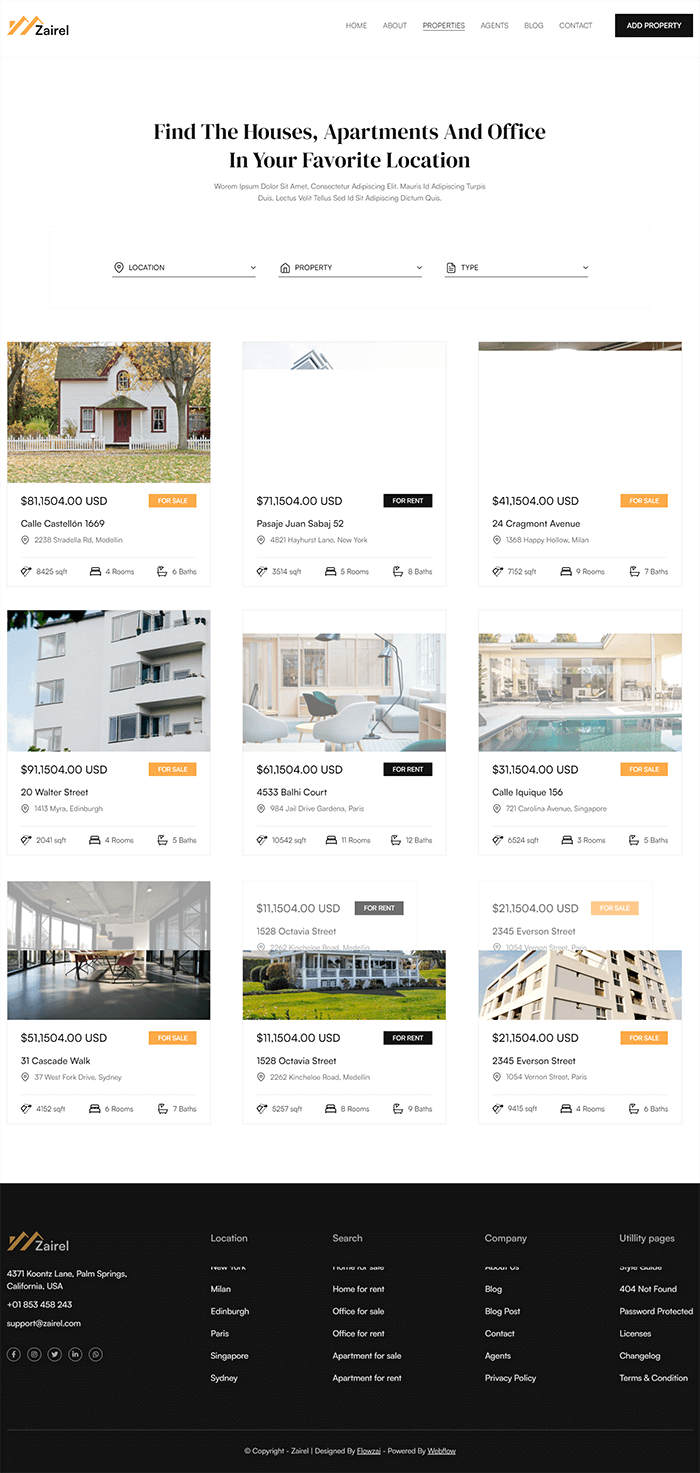 Zairel
HOME ABOUT PROPERTIES AGENTS BLOG CONTACT ADD PROPERTY
Find The Houses, Apartments And Office
In Your Favorite Location
Worem Ipsum Dolor Sit Amet, Consectetur Adipiscing Elit. Mauris Id Adipiscing Turpis
Duis. Lectus Velit Tellus Sed Id Sit Adipiscing Dictum Quis.
LOCATION PROPERTY TYPE
$81,1504.00 USD FOR SALE
Calle Castellón 1669
2238 Stradella Rd, Medellin
8425 sqft 4 Rooms 6 Baths
$71,1504.00 USD FOR RENT
Pasaje Juan Sabaj 52
4821 Hayhurst Lane, New York
3514 sqft 5 Rooms 8 Baths
$41,1504.00 USD FOR SALE
24 Cragmont Avenue
1368 Happy Hollow, Milan
7152 sqft 9 Rooms 7 Baths
$91,1504.00 USD FOR SALE
20 Walter Street
1413 Myra, Edinburgh
2041 sqft 4 Rooms 5 Baths
$61,1504.00 USD FOR RENT
4533 Balhi Court
984 Jail Drive Gardena, Paris
10542 sqft 11 Rooms 12 Baths
$31,1504.00 USD FOR SALE
Calle Iquique 156
721 Carolina Avenue, Singapore
6524 sqft 3 Rooms 5 Baths
$51,1504.00 USD FOR SALE
31 Cascade Walk
37 West Fork Drive, Sydney
4152 sqft 6 Rooms 7 Baths
$11,1504.00 USD FOR RENT
1528 Octavia Street
2262 Kincheloe Road, Medellin
$11,1504.00 USD FOR RENT
1528 Octavia Street
2262 Kincheloe Road, Medellin
5257 sqft 8 Rooms 9 Baths
$21,1504.00 USD FOR SALE
2345 Everson Street
1054 Vernon Street, Paris
$21,1504.00 USD FOR SALE
2345 Everson Street
1054 Vernon Street, Paris
9415 sqft 4 Rooms 6 Baths
Zairel
4371 Koontz Lane, Palm Springs,
California, USA
+01 853 458 243
support@zairel.com
Location
New York
Milan
Edinburgh
Paris
Singapore
Sydney
Search
Home for sale
Home for rent
Office for sale
Office for rent
Apartment for sale
Apartment for rent
Company
About Us
Blog
Blog Post
Contact
Agents
Privacy Policy
Utillity pages
Style Guide
404 Not Found
Password Protected
Licenses
Changelog
Terms & Condition
© Copyright - Zairel | Designed By Flowzai - Powered By Webflow